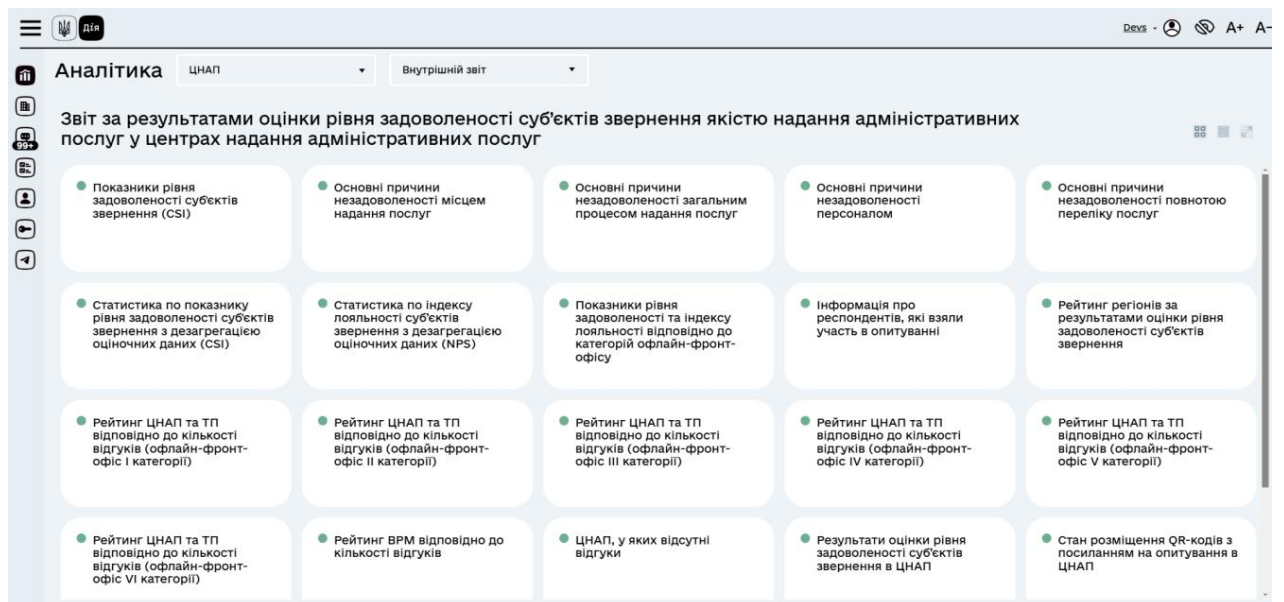 Дія
Devs
A+ A-
Аналітика
ЦНАП
Внутрішній звіт
99+
Звіт за результатами оцінки рівня задоволеності суб’єктів звернення якістю надання адміністративних
послуг у центрах надання адміністративних послуг
Показники рівня
задоволеності суб'єктів
звернення (CSI)
Основні причини
незадоволеності місцем
надання послуг
Основні причини
незадоволеності загальним
процесом надання послуг
Основні причини
незадоволеності
персоналом
Основні причини
незадоволеності повнотою
переліку послуг
Статистика по показнику
рівня задоволеності суб'єктів
звернення з дезагрегацією
оціночних даних (CSI)
Статистика по індексу
лояльності суб'єктів
звернення з дезагрегацією
оціночних даних (NPS)
Показники рівня
задоволеності та індексу
лояльності відповідно до
категорій офлайн-фронт-
офісу
Інформація про
респондентів, які взяли
участь в опитуванні
Рейтинг регіонів за
результатами оцінки рівня
задоволеності суб'єктів
звернення
Рейтинг ЦНАП та ТП
відповідно до кількості
відгуків (офлайн-фронт-
офіс I категорії)
Рейтинг ЦНАП та ТП
відповідно до кількості
відгуків (офлайн-фронт-
офіс II категорії)
Рейтинг ЦНАП та ТП
відповідно до кількості
відгуків (офлайн-фронт-
офіс III категорії)
Рейтинг ЦНАП та ТП
відповідно до кількості
відгуків (офлайн-фронт-
офіс IV категорії)
Рейтинг ЦНАП та ТП
відповідно до кількості
відгуків (офлайн-фронт-
офіс V категорії)
Рейтинг ЦНАП та ТП
відповідно до кількості
відгуків (офлайн-фронт-
офіс VI категорії)
Рейтинг ВРМ відповідно до
кількості відгуків
ЦНАП, у яких відсутні
відгуки
Результати оцінки рівня
задоволеності суб'єктів
звернення в ЦНАП
Стан розміщення QR-кодів з
посиланням на опитування в
ЦНАП